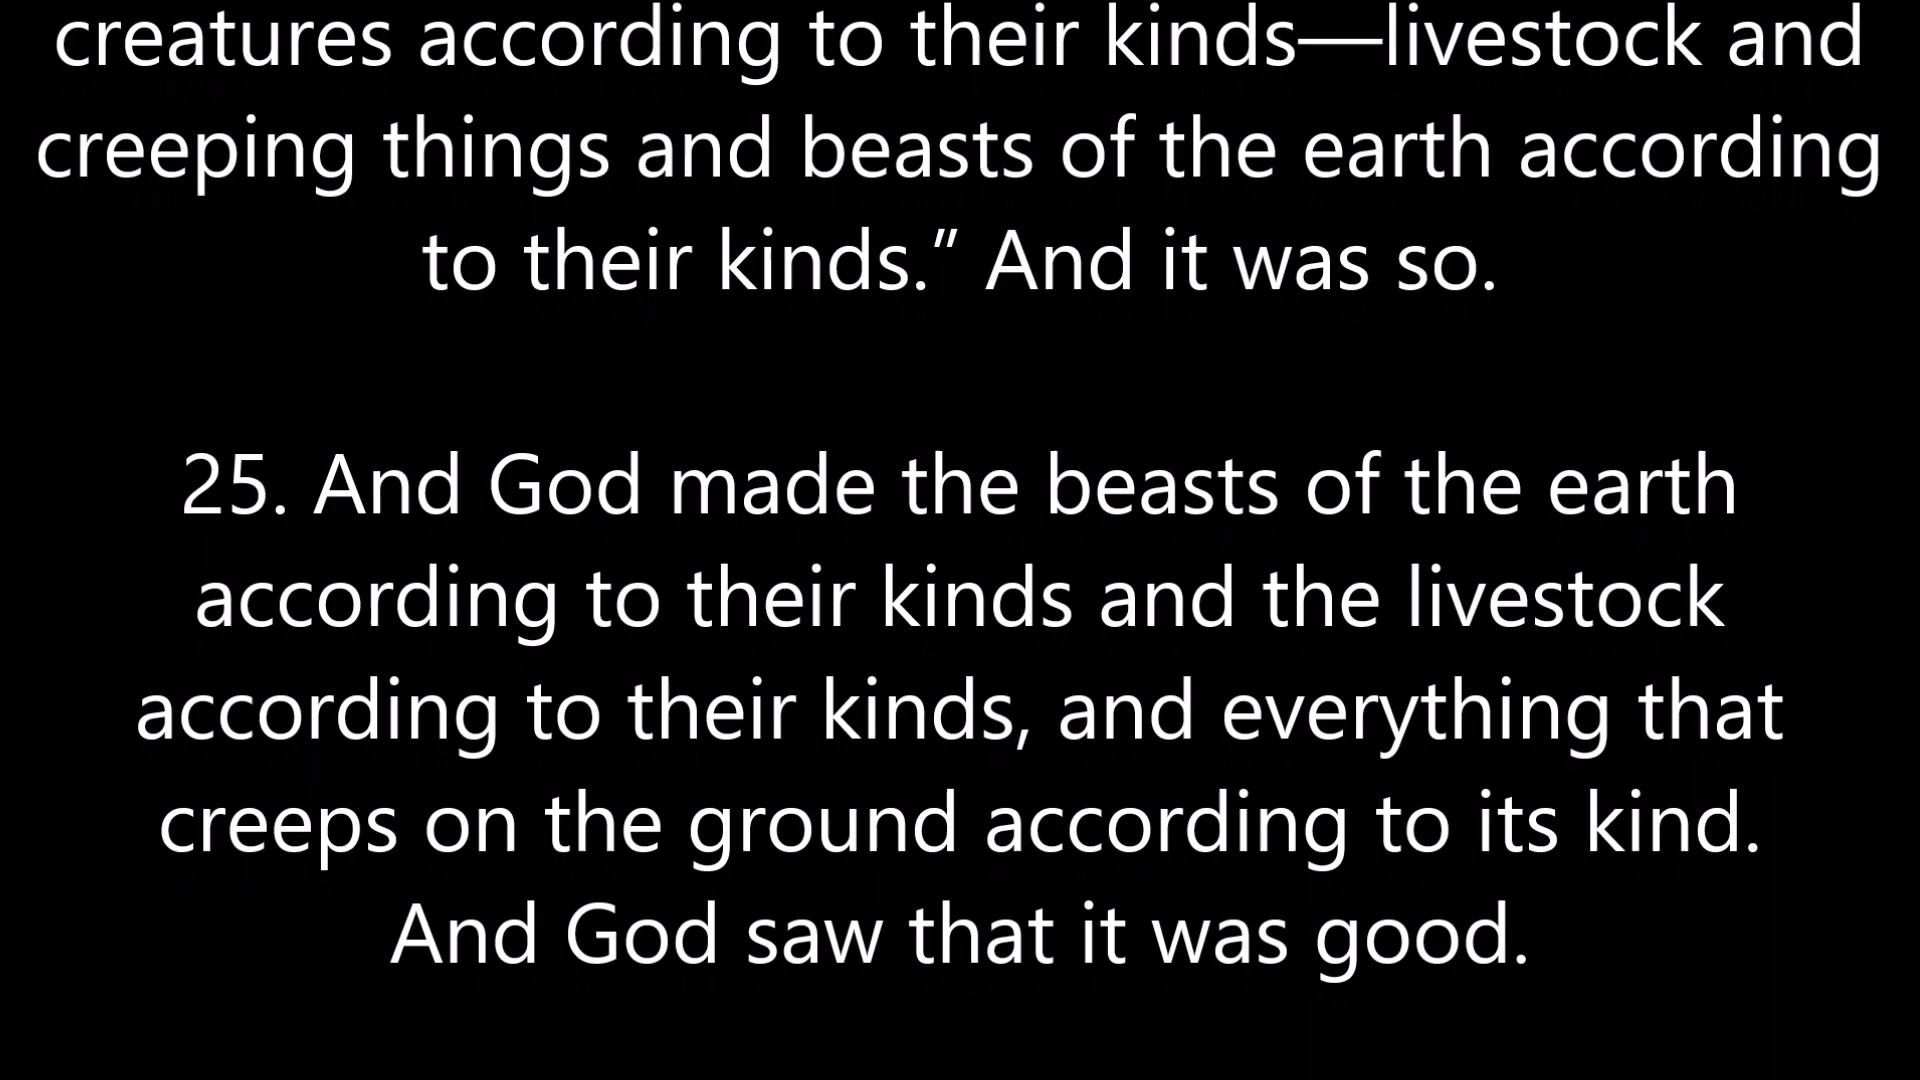 creatures according to their kinds—livestock and
creeping things and beasts of the earth according
to their kinds.” And it was so.
25. And God made the beasts of the earth
according to their kinds and the livestock
according to their kinds, and everything that
creeps on the ground according to its kind.
And God saw that it was good.